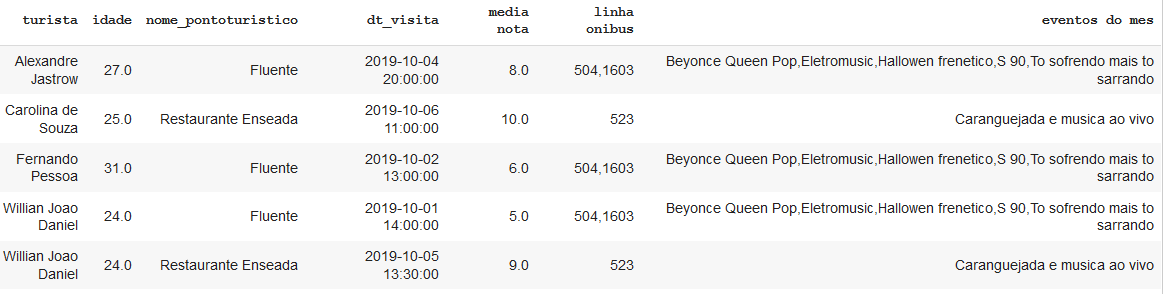 turista idade nome_pontoturistico dt_visita media nota linha onibus eventos do mes
Alexandre Jastrow 27.0 Fluente 2019-10-04 20:00:00 8.0 504,1603 Beyonce Queen Pop,Eletromusic,Hallowen frenetico,S 90,To sofrendo mais to sarrando
Carolina de Souza 25.0 Restaurante Enseada 2019-10-06 11:00:00 10.0 523 Caranguejada e musica ao vivo
Fernando Pessoa 31.0 Fluente 2019-10-02 13:00:00 6.0 504,1603 Beyonce Queen Pop,Eletromusic,Hallowen frenetico,S 90,To sofrendo mais to sarrando
Willian Joao Daniel 24.0 Fluente 2019-10-01 14:00:00 5.0 504,1603 Beyonce Queen Pop,Eletromusic,Hallowen frenetico,S 90,To sofrendo mais to sarrando
Willian Joao Daniel 24.0 Restaurante Enseada 2019-10-05 13:30:00 9.0 523 Caranguejada e musica ao vivo